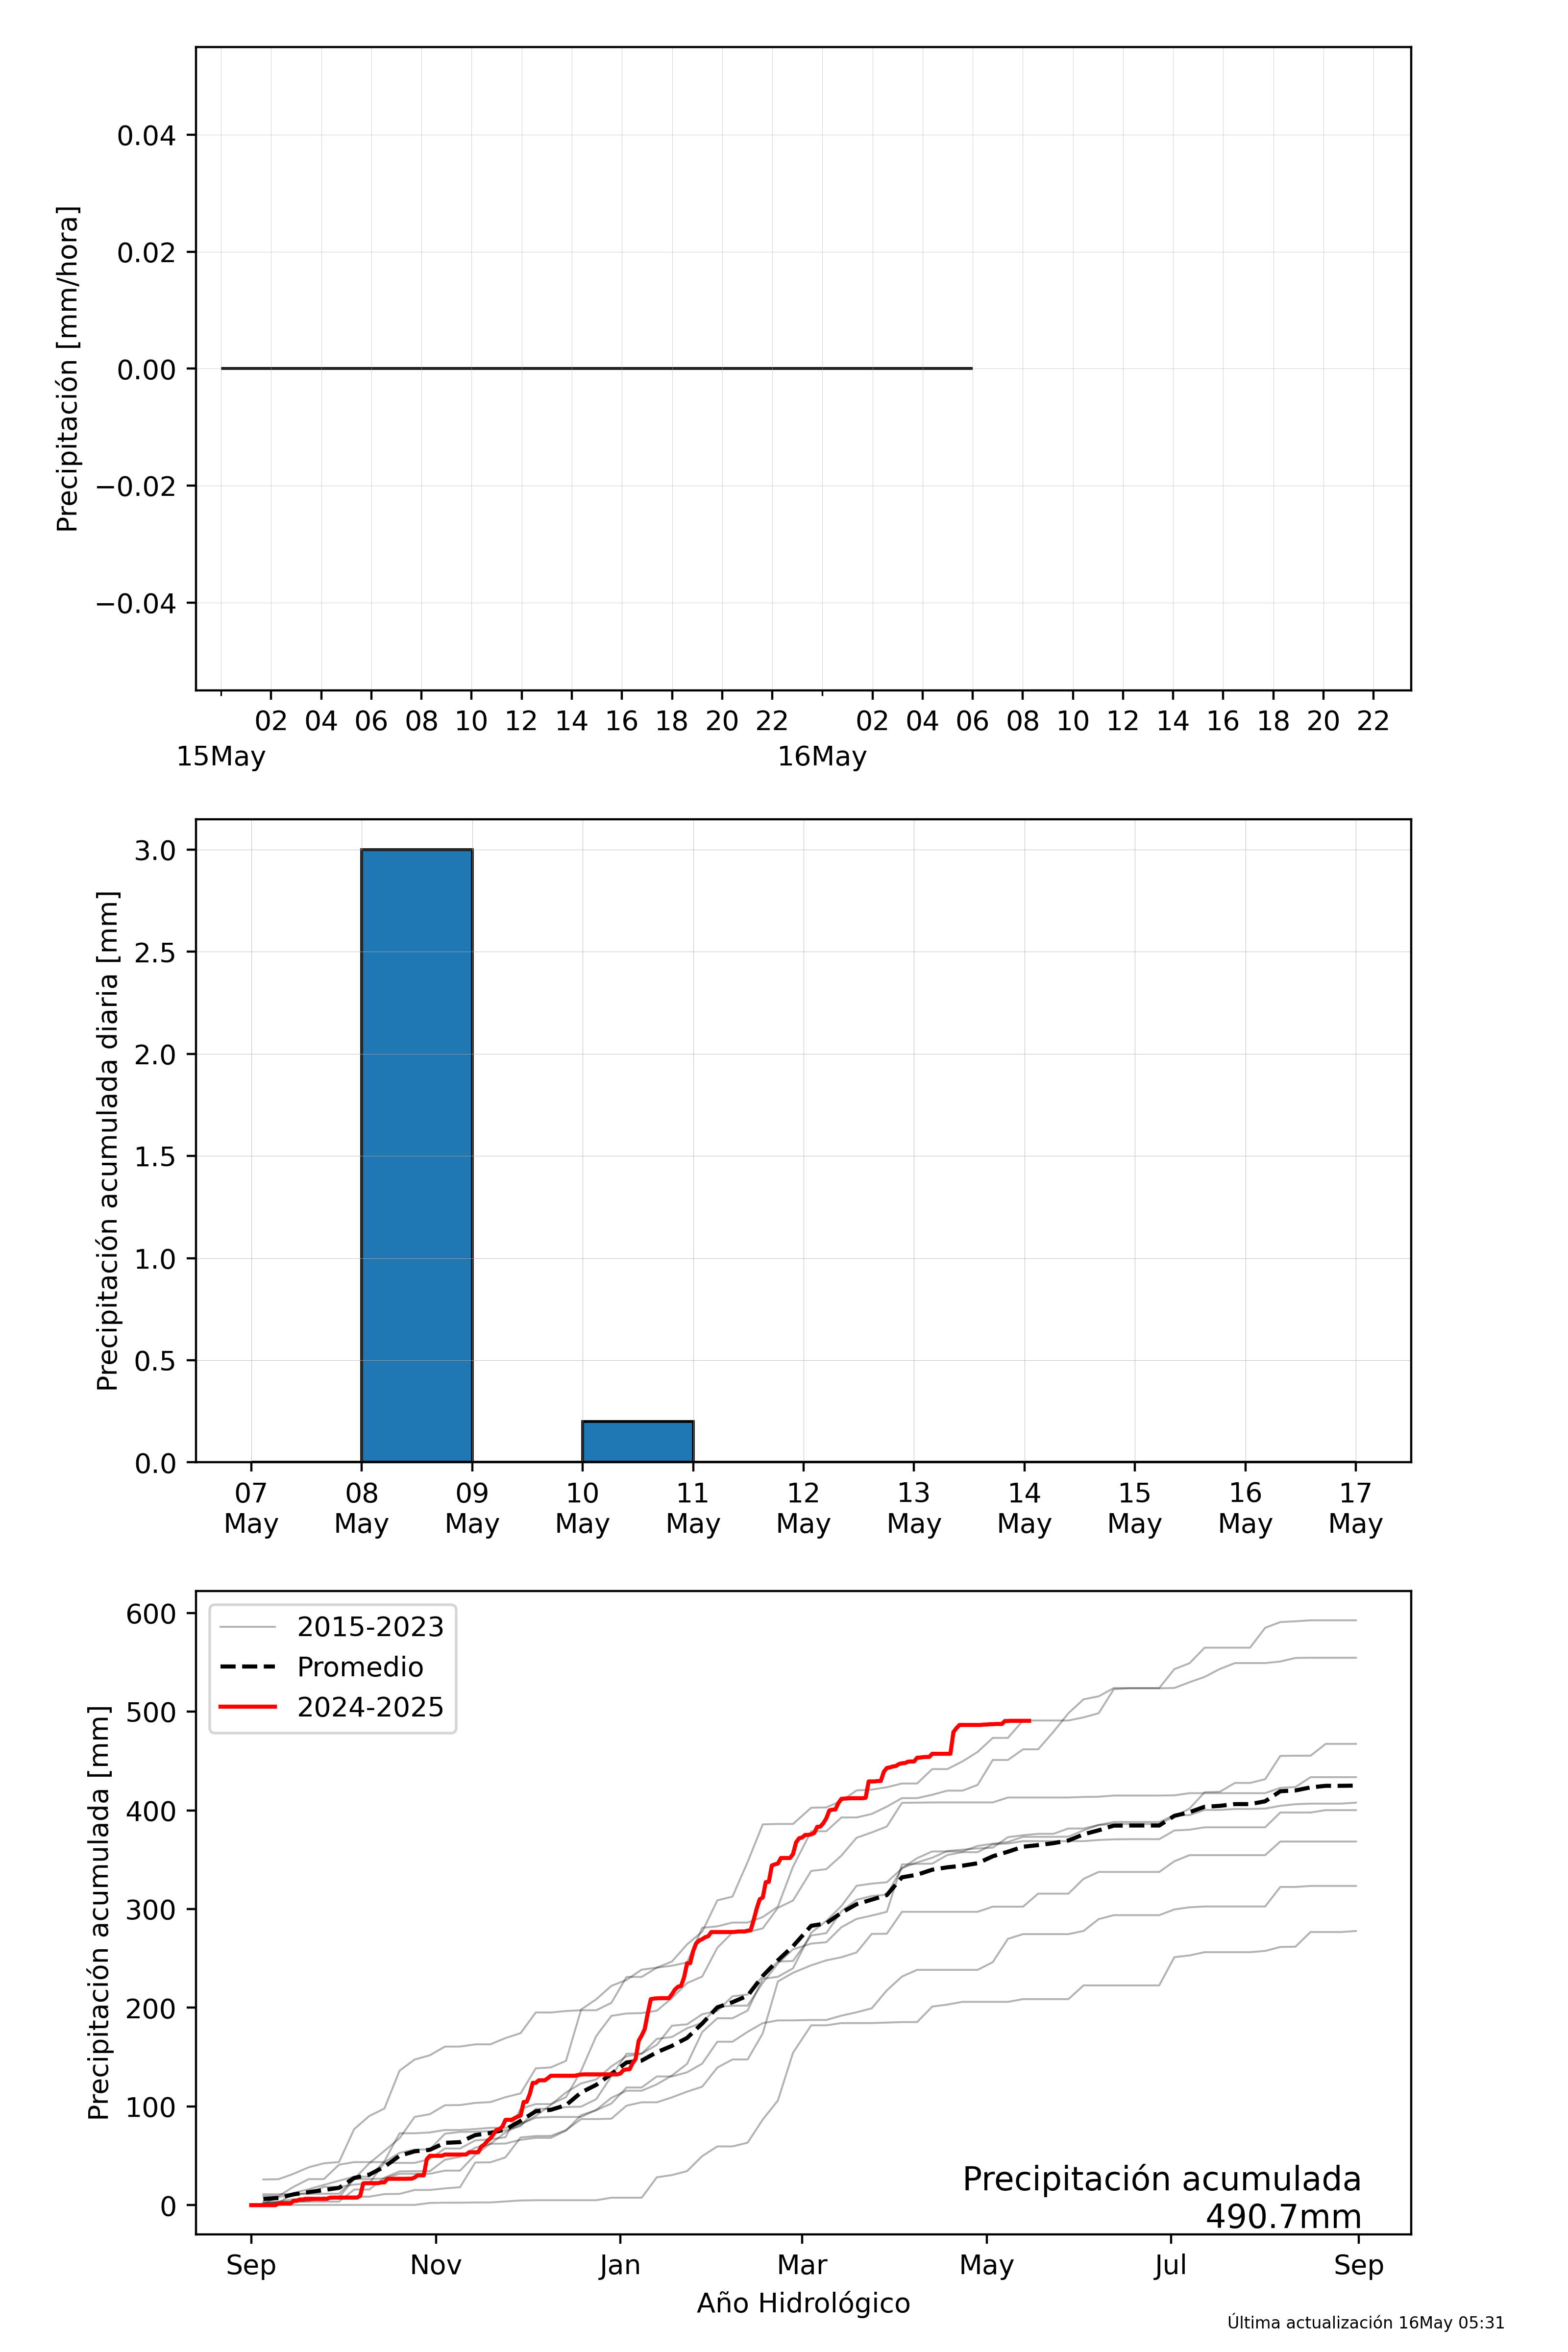 Precipitación [mm/hora]
0.04
0.02
0.00
−0.02
−0.04
02 04 06 08 10 12 14 16 18 20 22 02 04 06 08 10 12 14 16 18 20 22
15May 16May
Precipitación acumulada diaria [mm]
3.0
2.5
2.0
1.5
1.0
0.5
0.0
07 08 09 10 11 12 13 14 15 16 17
May May May May May May May May May May May
Precipitación acumulada [mm]
600
500
400
300
200
100
0
2015-2023
Promedio
2024-2025
Precipitación acumulada
490.7mm
Sep Nov Jan Mar May Jul Sep
Año Hidrológico
Última actualización 16May 05:31